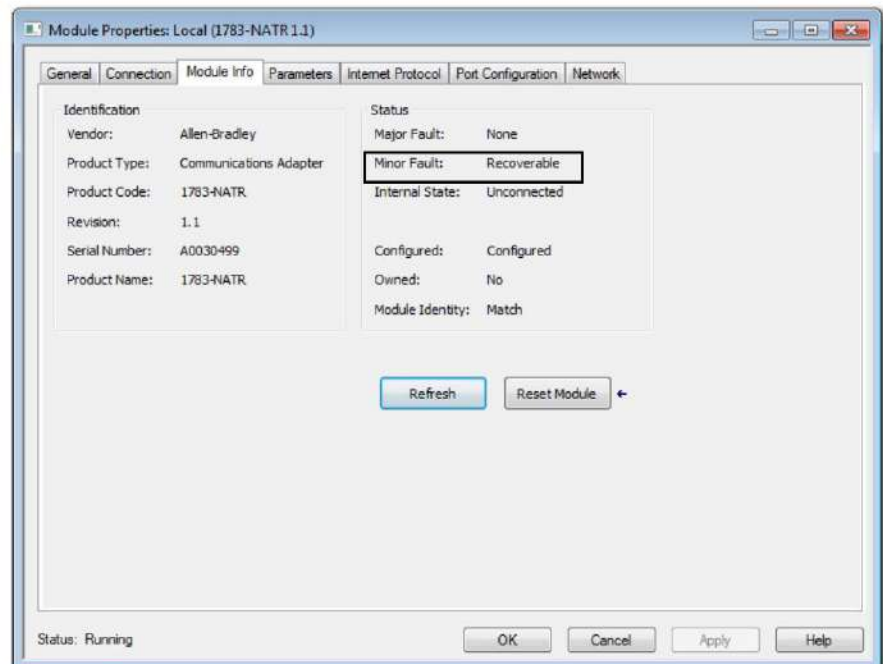 Module Properties: Local (1783-NATR 1.1)
General Connection Module Info Parameters Internet Protocol Port Configuration Network
Identification
Vendor: Allen-Bradley
Product Type: Communications Adapter
Product Code: 1783-NATR
Revision: 1.1
Serial Number: A0030499
Product Name: 1783-NATR
Status
Major Fault: None
Minor Fault: Recoverable
Internal State: Unconnected
Configured: Configured
Owned: No
Module Identity: Match
Refresh Reset Module ←
Status: Running OK Cancel Apply Help